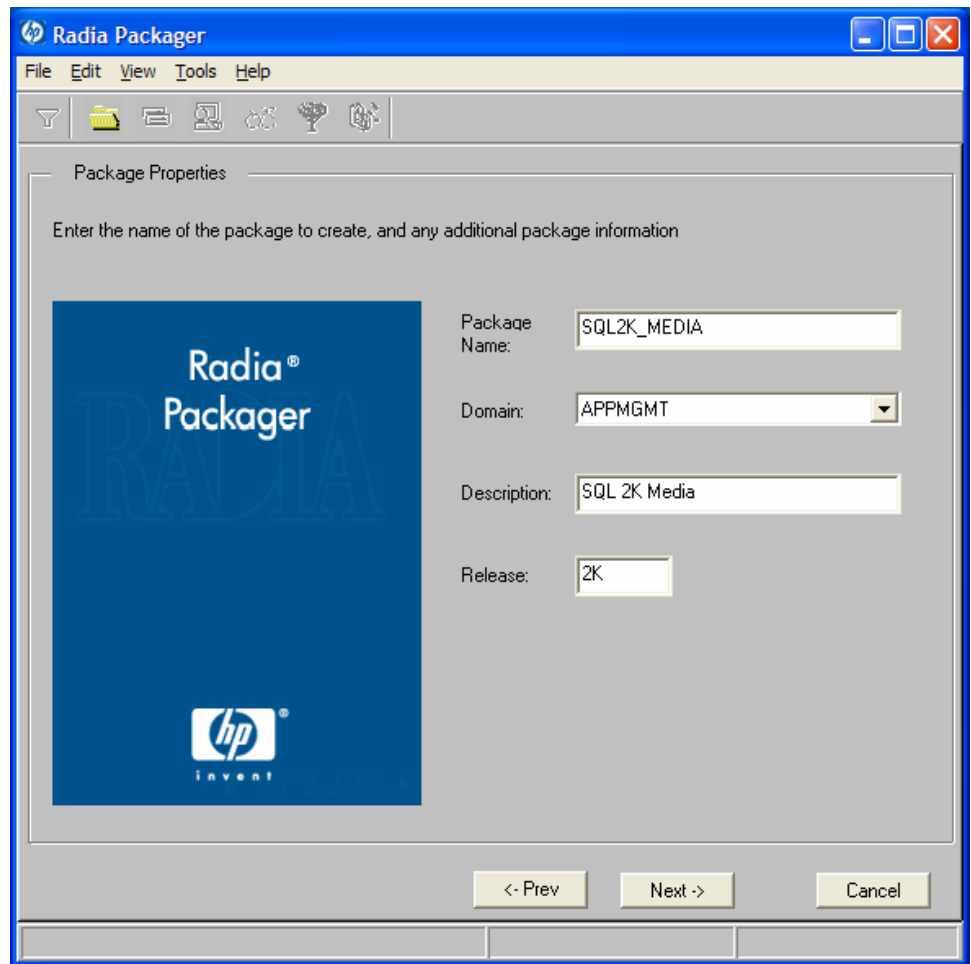 Radia Packager
File Edit View Tools Help
Package Properties
Enter the name of the package to create, and any additional package information
Radia®
Packager
RADIA
hp®
invent
NOVADIGM
Package
Name:
SQL2K_MEDIA
Domain:
APPMGMT
Description:
SQL 2K Media
Release:
2K
<- Prev
Next ->
Cancel